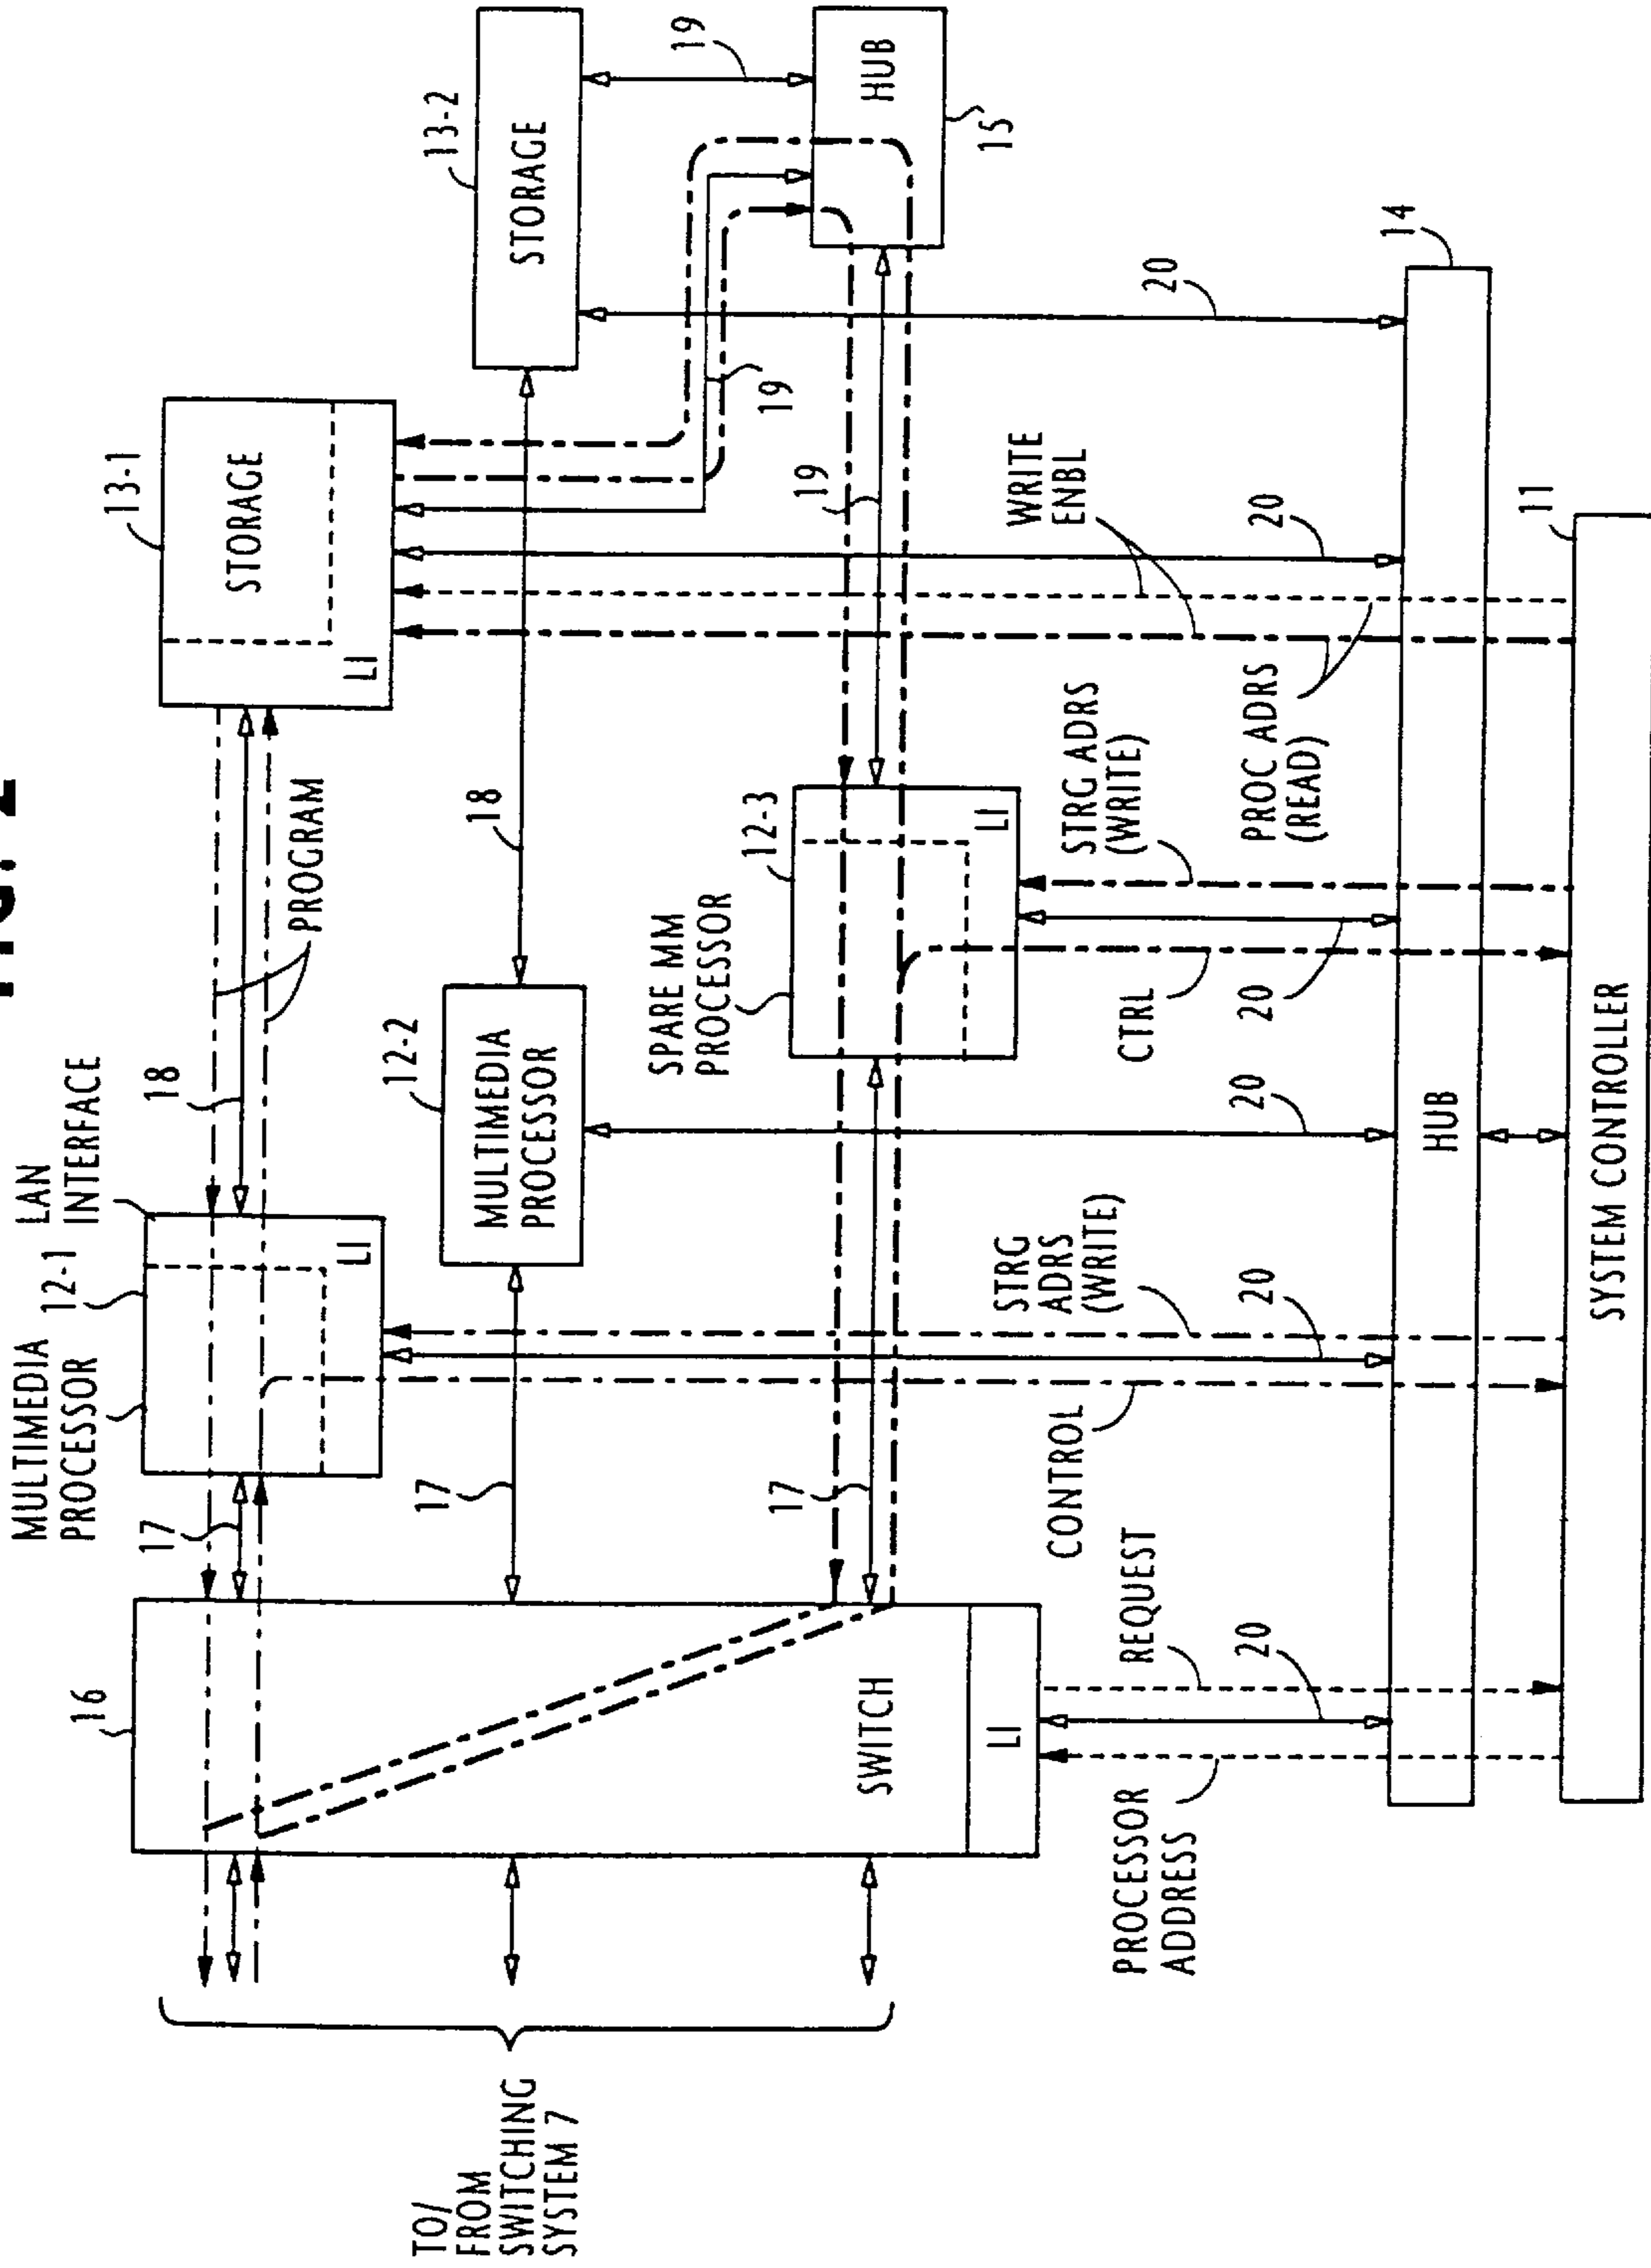 FIG. 2
TO/
FROM
SWITCHING
SYSTEM 7
16
SWITCH
LI
PROCESSOR
ADDRESS
20
REQUEST
17
MULTIMEDIA
PROCESSOR
12-1
LAN
INTERFACE
LI
CONTROL
20
STRG
ADRS
(WRITE)
18
PROGRAM
17
12-2
MULTIMEDIA
PROCESSOR
20
18
17
SPARE MM
PROCESSOR
12-3
LI
CTRL
20
STRG ADRS
(WRITE)
PROC ADRS
(READ)
13-1
STORAGE
LI
WRITE
ENBL
20
19
19
13-2
STORAGE
19
HUB
15
20
14
HUB
11
SYSTEM CONTROLLER